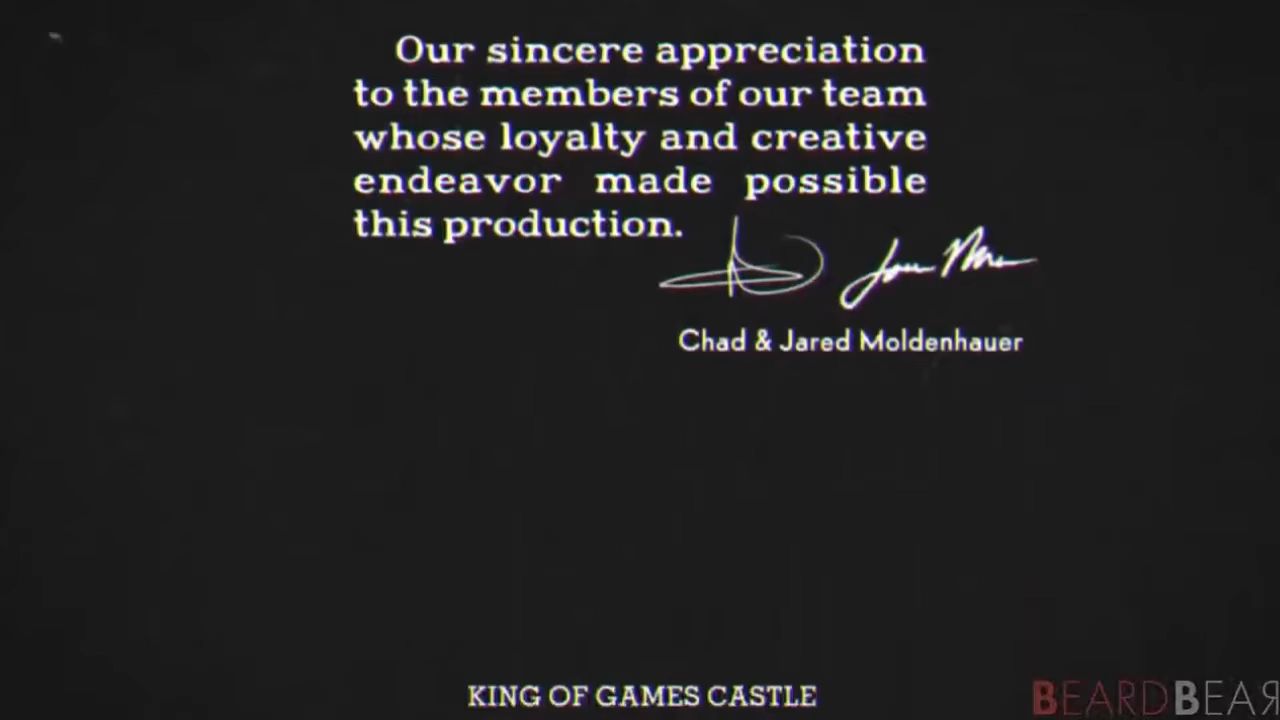 Our sincere appreciation
to the members of our team
whose loyalty and creative
endeavor made possible
this production.
Chad & Jared Moldenhauer
KING OF GAMES CASTLE
BEARDBEAR